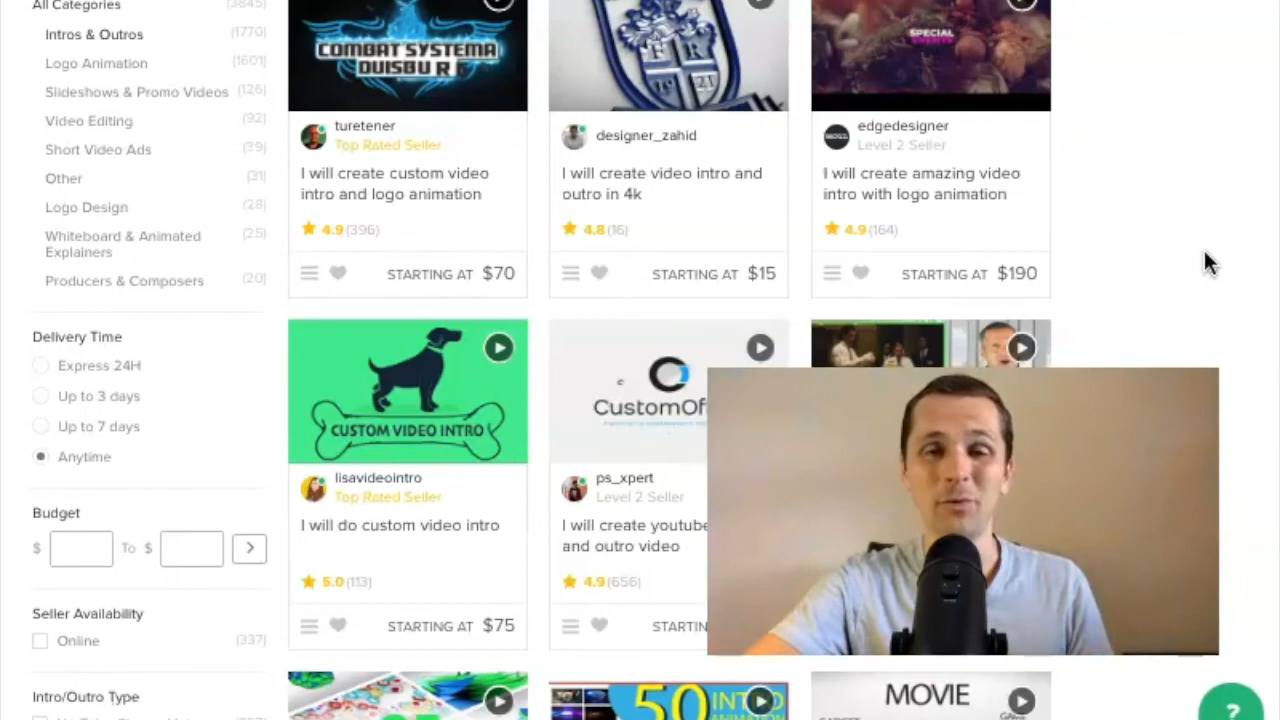 All Categories (3845)
Intros & Outros (1770)
Logo Animation (1601)
Slideshows & Promo Videos (126)
Video Editing (92)
Short Video Ads (39)
Other (31)
Logo Design (28)
Whiteboard & Animated (25)
Explainers
Producers & Composers (20)
Delivery Time
Express 24H
Up to 3 days
Up to 7 days
Anytime
Budget
$ To $
Seller Availability
Online (337)
Intro/Outro Type
COMBAT SYSTEMA
DUISBU R
turetener
Top Rated Seller
I will create custom video
intro and logo animation
4.9 (396)
STARTING AT $70
F R
19 21
designer_zahid
I will create video intro and
outro in 4k
4.8 (16)
STARTING AT $15
SPECIAL
edgedesigner
Level 2 Seller
I will create amazing video
intro with logo animation
4.9 (164)
STARTING AT $190
CUSTOM VIDEO INTRO
lisavideointro
Top Rated Seller
I will do custom video intro
5.0 (113)
STARTING AT $75
CustomOf
ps_xpert
Level 2 Seller
I will create youtube
and outro video
4.9 (656)
STARTIN
50 INTRO
ANIMATION
MOVIE
?